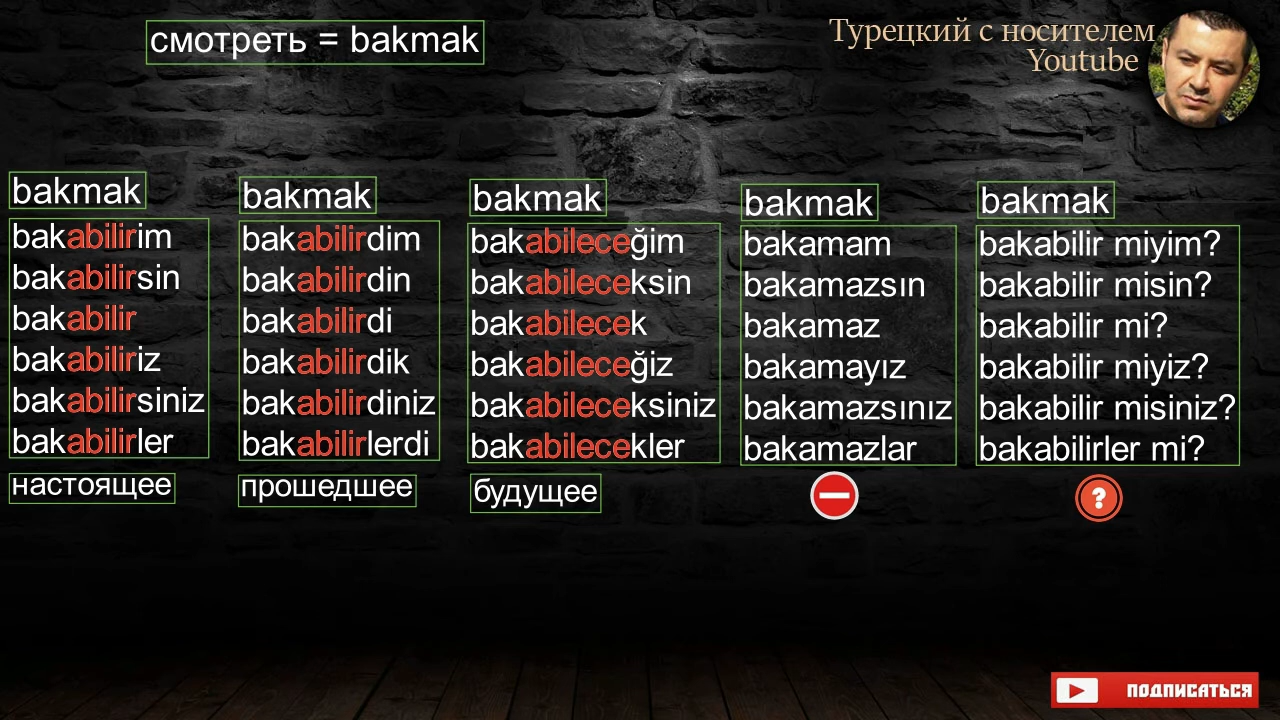 смотреть = bakmak
Турецкий с носителем
Youtube
bakmak
bakabilirim
bakabilirsin
bakabilir
bakabiliriz
bakabilirsiniz
bakabilirler
настоящее
bakmak
bakabilirdim
bakabilirdin
bakabilirdi
bakabilirdik
bakabilirdiniz
bakabilirlerdi
прошедшее
bakmak
bakabileceğim
bakabileceksin
bakabilecek
bakabileceğiz
bakabileceksiniz
bakabilecekler
будущее
bakmak
bakamam
bakamazsın
bakamaz
bakamayız
bakamazsınız
bakamazlar
bakmak
bakabilir miyim?
bakabilir misin?
bakabilir mi?
bakabilir miyiz?
bakabilir misiniz?
bakabilirler mi?
?
ПОДПИСАТЬСЯ